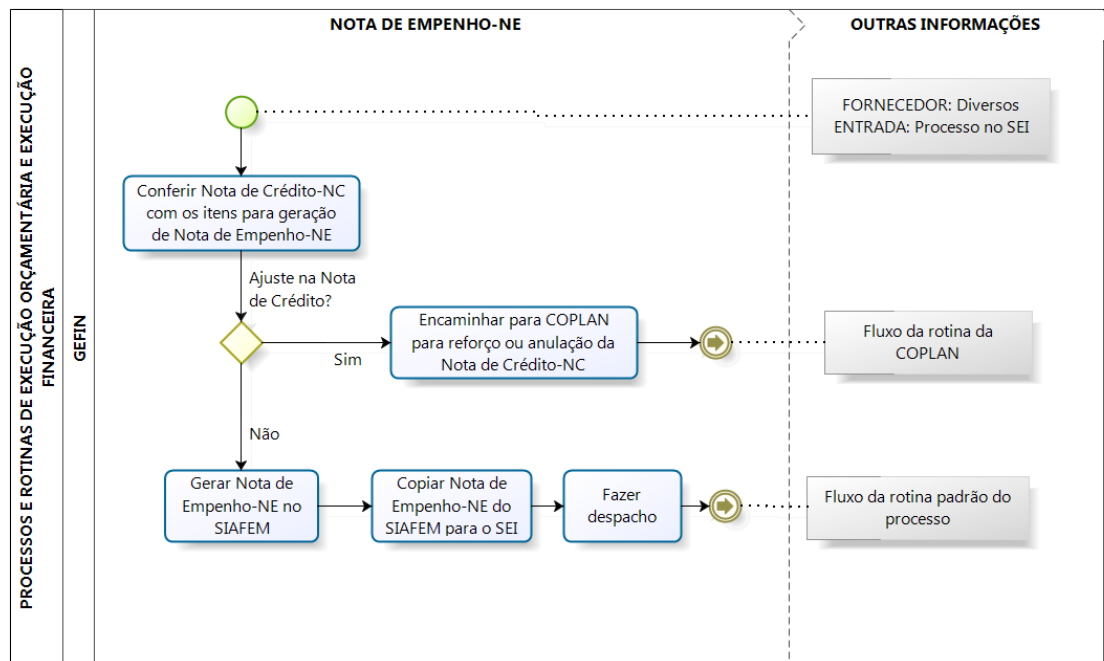 NOTA DE EMPENHO-NE
OUTRAS INFORMAÇÕES
PROCESSOS E ROTINAS DE EXECUÇÃO ORÇAMENTÁRIA E EXECUÇÃO
FINANCEIRA
GEFIN
FORNECEDOR: Diversos
ENTRADA: Processo no SEI
Conferir Nota de Crédito-NC
com os itens para geração
de Nota de Empenho-NE
Ajuste na Nota
de Crédito?
Sim
Encaminhar para COPLAN
para reforço ou anulação da
Nota de Crédito-NC
Fluxo da rotina da
COPLAN
Não
Gerar Nota de
Empenho-NE no
SIAFEM
Copiar Nota de
Empenho-NE do
SIAFEM para o SEI
Fazer
despacho
Fluxo da rotina padrão do
processo